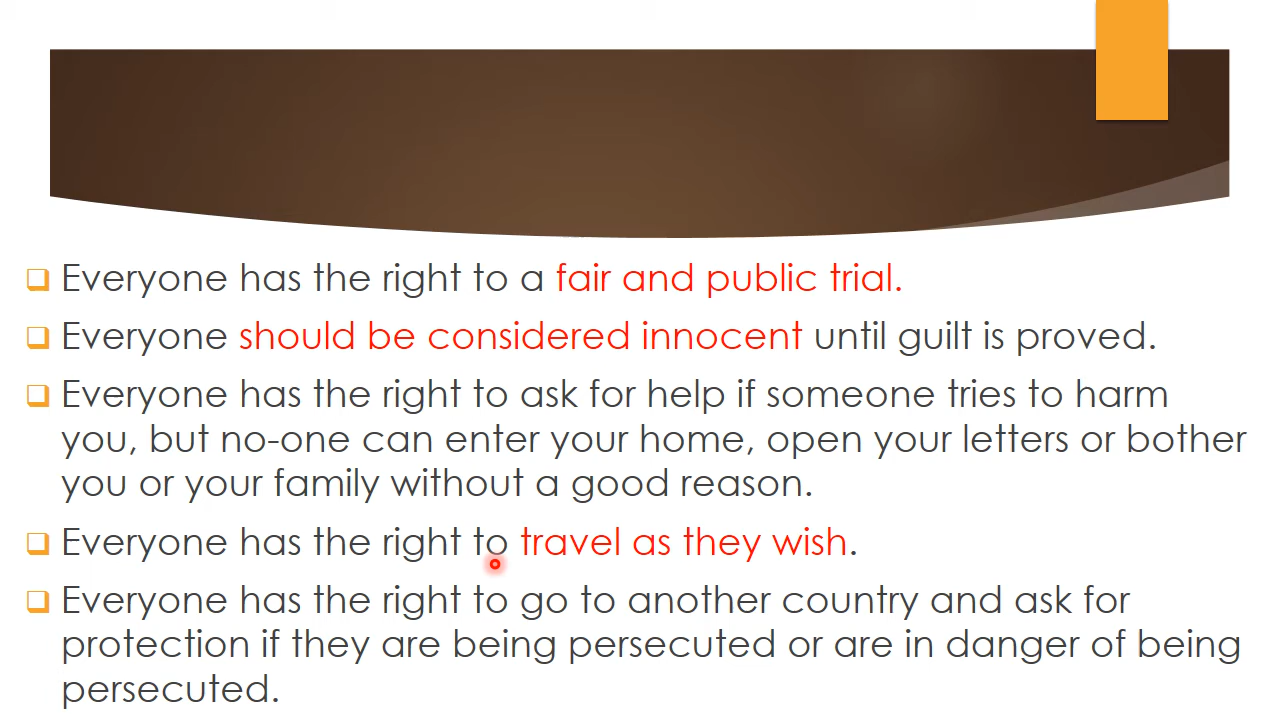 Everyone has the right to a fair and public trial.
Everyone should be considered innocent until guilt is proved.
Everyone has the right to ask for help if someone tries to harm
you, but no-one can enter your home, open your letters or bother
you or your family without a good reason.
Everyone has the right to travel as they wish.
Everyone has the right to go to another country and ask for
protection if they are being persecuted or are in danger of being
persecuted.